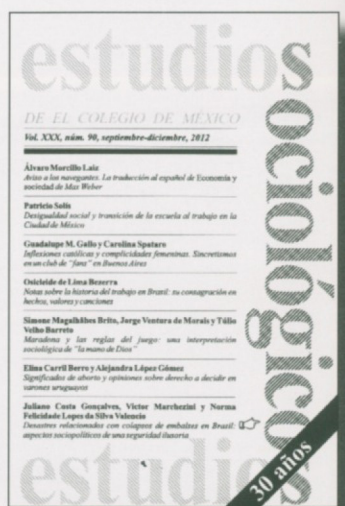 estudios
sociológicos
DE EL COLEGIO DE MÉXICO
Vol. XXX, núm. 90, septiembre-diciembre, 2012
Álvaro Morcillo Laiz
Aviso a los navegantes. La traducción al español de Economía y
sociedad de Max Weber
Patricio Solís
Desigualdad social y transición de la escuela al trabajo en la
Ciudad de México
Guadalupe M. Gallo y Carolina Spataro
Inflexiones católicas y complicidades femeninas. Sincretismos
en un club de "fans" en Buenos Aires
Osicleide de Lima Bezerra
Notas sobre la historia del trabajo en Brasil: su consagración en
hechos, valores y canciones
Simone Magalhães Brito, Jorge Ventura de Morais y Túlio
Velho Barreto
Maradona y las reglas del juego: una interpretación
sociológica de "la mano de Dios"
Elina Carril Berro y Alejandra López Gómez
Significados de aborto y opiniones sobre derecho a decidir en
varones uruguayos
Juliano Costa Gonçalves, Victor Marchezini y Norma
Felicidade Lopes da Silva Valencio
Desastres relacionados con colapsos de embalses en Brasil:
aspectos sociopolíticos de una seguridad ilusoria
estudios
30 años